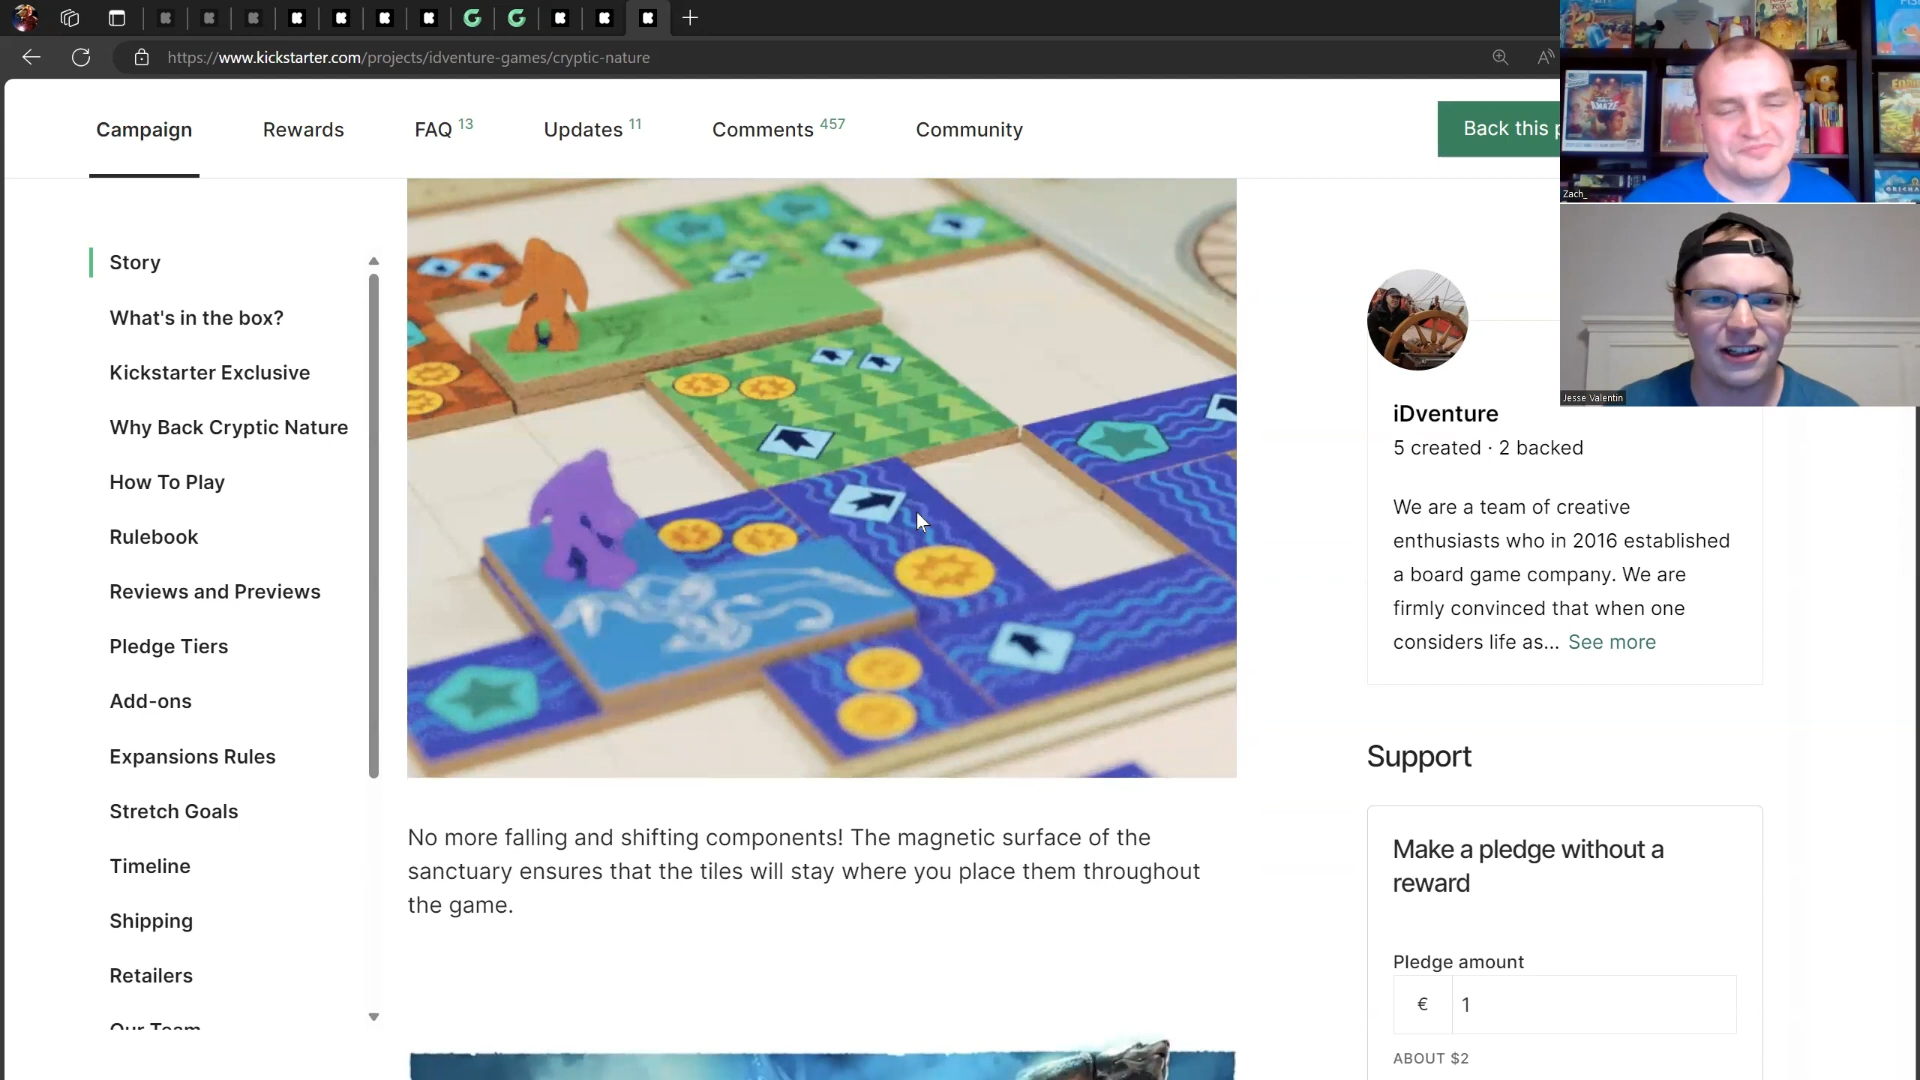 https://www.kickstarter.com/projects/idventure-games/cryptic-nature
Campaign
Rewards
FAQ 13
Updates 11
Comments 457
Community
Back this
Story
What's in the box?
Kickstarter Exclusive
Why Back Cryptic Nature
How To Play
Rulebook
Reviews and Previews
Pledge Tiers
Add-ons
Expansions Rules
Stretch Goals
Timeline
Shipping
Retailers
Our Team
No more falling and shifting components! The magnetic surface of the
sanctuary ensures that the tiles will stay where you place them throughout
the game.
iDventure
5 created · 2 backed
We are a team of creative
enthusiasts who in 2016 established
a board game company. We are
firmly convinced that when one
considers life as... See more
Support
Make a pledge without a
reward
Pledge amount
€ 1
ABOUT $2
Zach_
Jesse Valentin